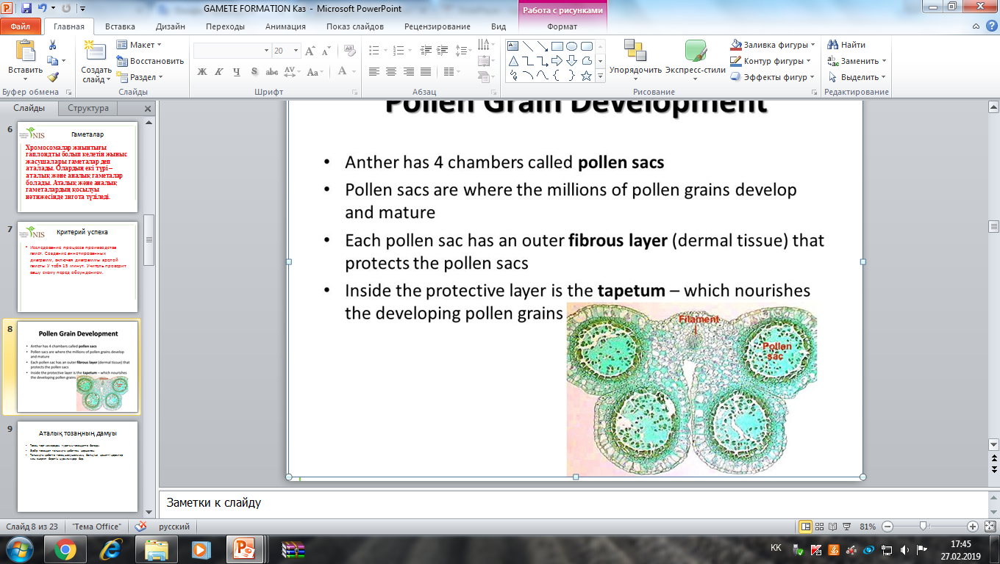 GAMETE FORMATION Каз - Microsoft PowerPoint
Работа с рисунками
Файл Главная Вставка Дизайн Переходы Анимация Показ слайдов Рецензирование Вид Формат
Вставить
Буфер обмена
Создать слайд
Макет
Восстановить
Раздел
Слайды
20
Ж К Ч S abc AV Aa A
Шрифт
Абзац
Упорядочить
Экспресс-стили
Заливка фигуры
Контур фигуры
Эффекты фигур
Рисование
Найти
Заменить
Выделить
Редактирование
Слайды Структура
6
NIS
Гаметалар
Хромосомалар жиынтығы
гаплоидты болып келетін жыныс
жасушалары гаметалар деп
аталады. Олардың екі түрі –
аталық және аналық гаметалар
болады. Аталық және аналық
гаметалардың қосылуы
нәтижесінде зигота түзіледі.
7
NIS
Критерий успеха
Исследование процесса производства
гамет. Создание аннотированных
диаграмм, включая диаграммы зрелой
гаметы У тебя 15 минут. Учитель проверит
вашу схему перед обсуждением.
8
Pollen Grain Development
• Anther has 4 chambers called pollen sacs
• Pollen sacs are where the millions of pollen grains develop
and mature
• Each pollen sac has an outer fibrous layer (dermal tissue) that
protects the pollen sacs
• Inside the protective layer is the tapetum – which nourishes
the developing pollen grains
9
Аталық тозаңның дамуы
Pollen Grain Development
• Anther has 4 chambers called pollen sacs
• Pollen sacs are where the millions of pollen grains develop
and mature
• Each pollen sac has an outer fibrous layer (dermal tissue) that
protects the pollen sacs
• Inside the protective layer is the tapetum – which nourishes
the developing pollen grains
Filament
Pollen
sac
Заметки к слайду
Слайд 8 из 23 "Тема Office" русский 81%
KK
17:45
27.02.2019